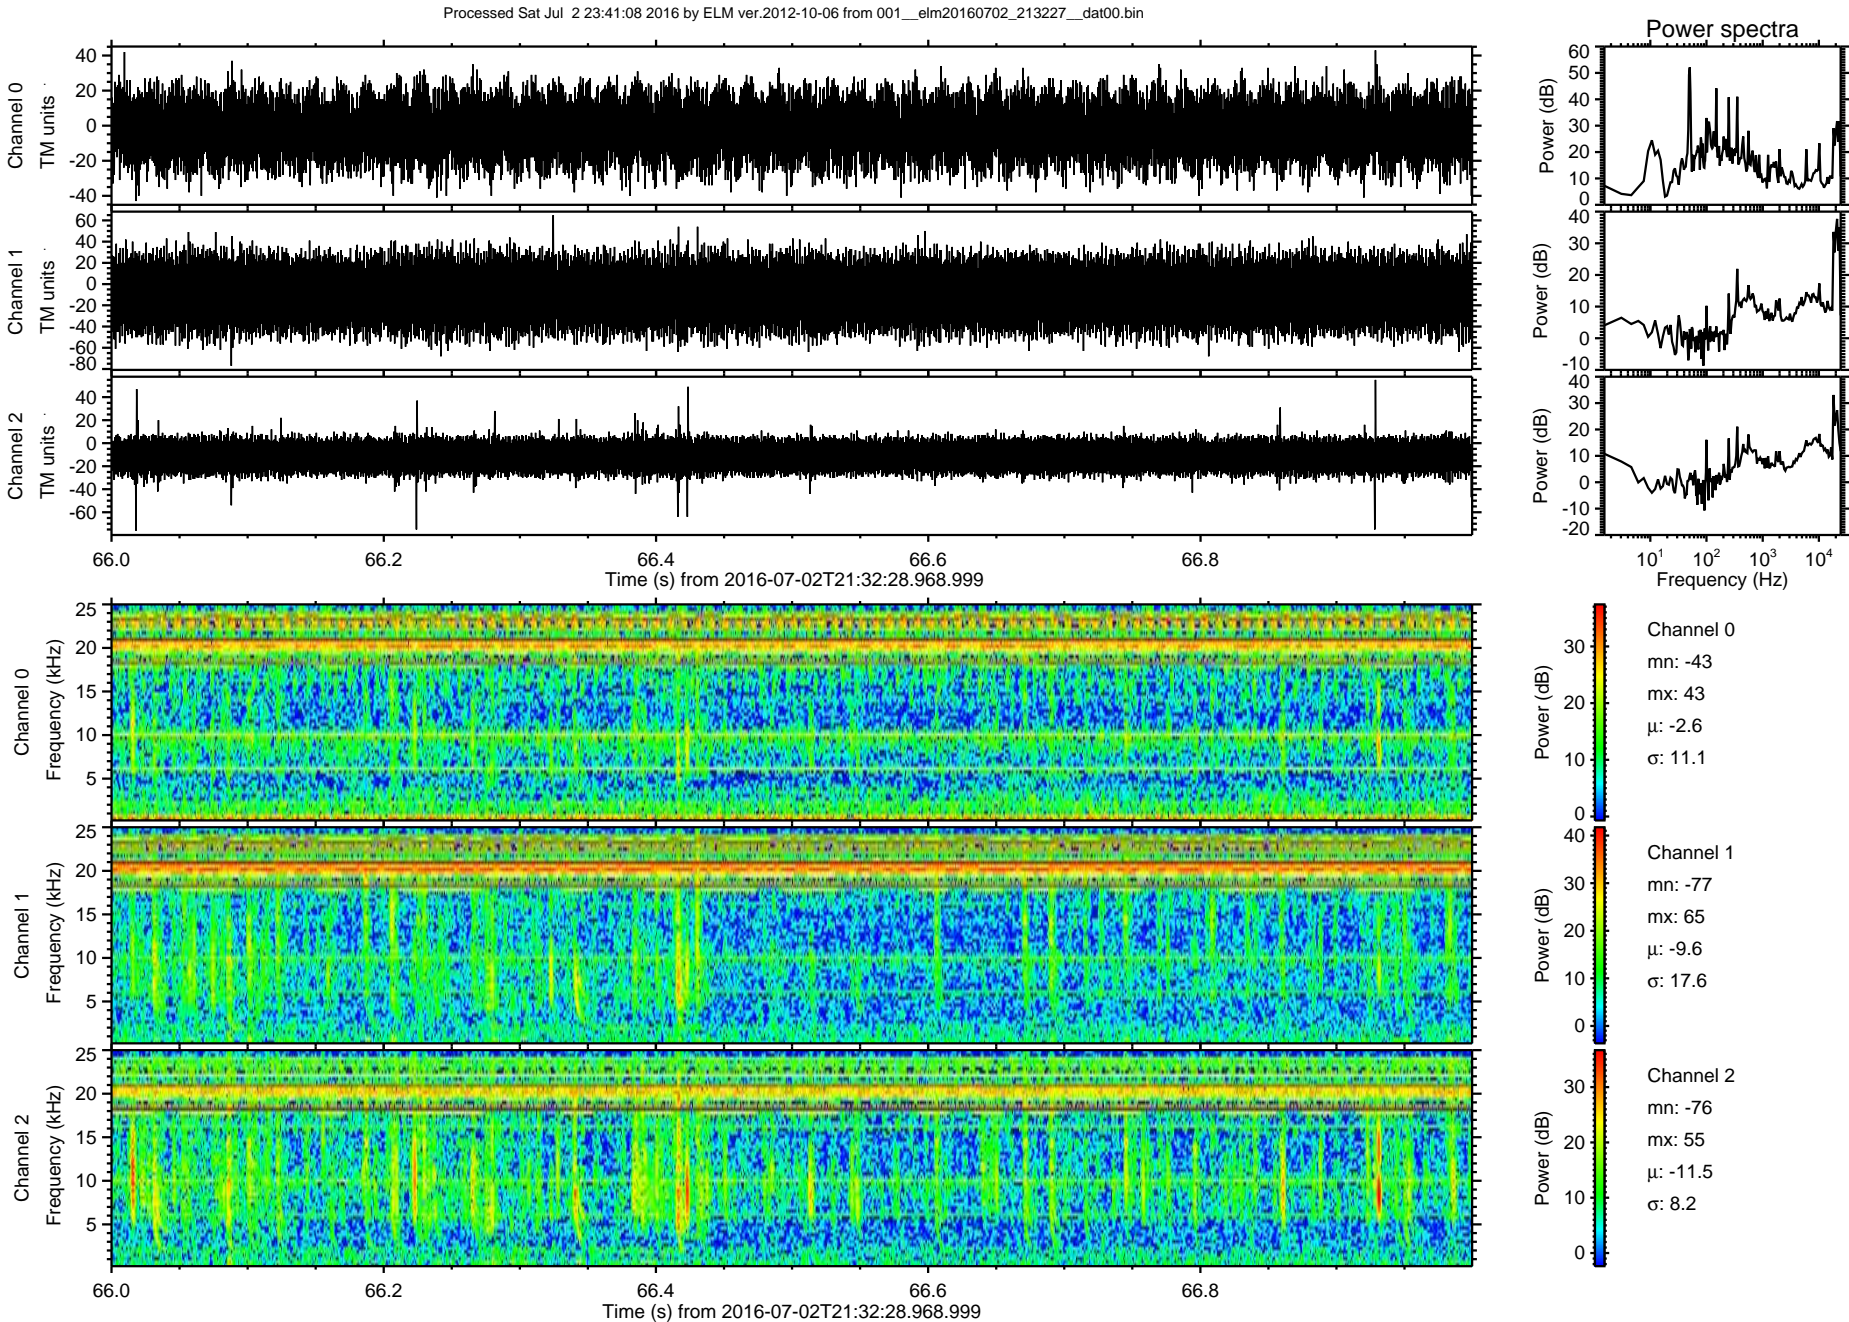 Processed Sat Jul  2 23:41:08 2016 by ELM ver.2012-10-06 from 001__elm20160702_213227__dat00.bin
Power spectra
Channel 0
TM units
40
20
0
-20
-40
Power (dB)
60
50
40
30
20
10
0
Channel 1
TM units
60
40
20
0
-20
-40
-60
-80
Power (dB)
40
30
20
10
0
-10
Channel 2
TM units
40
20
0
-20
-40
-60
Power (dB)
40
30
20
10
0
-10
-20
66.0 66.2 66.4 66.6 66.8
Time (s) from 2016-07-02T21:32:28.968.999
10^1 10^2 10^3 10^4
Frequency (Hz)
Channel 0
Frequency (kHz)
25
20
15
10
5
Power (dB)
30
20
10
0
Channel 0
mn: -43
mx: 43
μ: -2.6
σ: 11.1
Channel 1
Frequency (kHz)
25
20
15
10
5
Power (dB)
40
30
20
10
0
Channel 1
mn: -77
mx: 65
μ: -9.6
σ: 17.6
Channel 2
Frequency (kHz)
25
20
15
10
5
Power (dB)
30
20
10
0
Channel 2
mn: -76
mx: 55
μ: -11.5
σ: 8.2
66.0 66.2 66.4 66.6 66.8
Time (s) from 2016-07-02T21:32:28.968.999